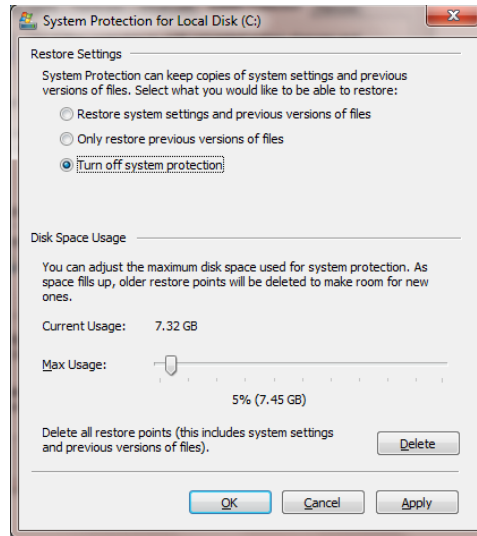 System Protection for Local Disk (C:)
Restore Settings
System Protection can keep copies of system settings and previous
versions of files. Select what you would like to be able to restore:
Restore system settings and previous versions of files
Only restore previous versions of files
Turn off system protection
Disk Space Usage
You can adjust the maximum disk space used for system protection. As
space fills up, older restore points will be deleted to make room for new
ones.
Current Usage: 7.32 GB
Max Usage:
5% (7.45 GB)
Delete all restore points (this includes system settings
and previous versions of files).
Delete
OK Cancel Apply